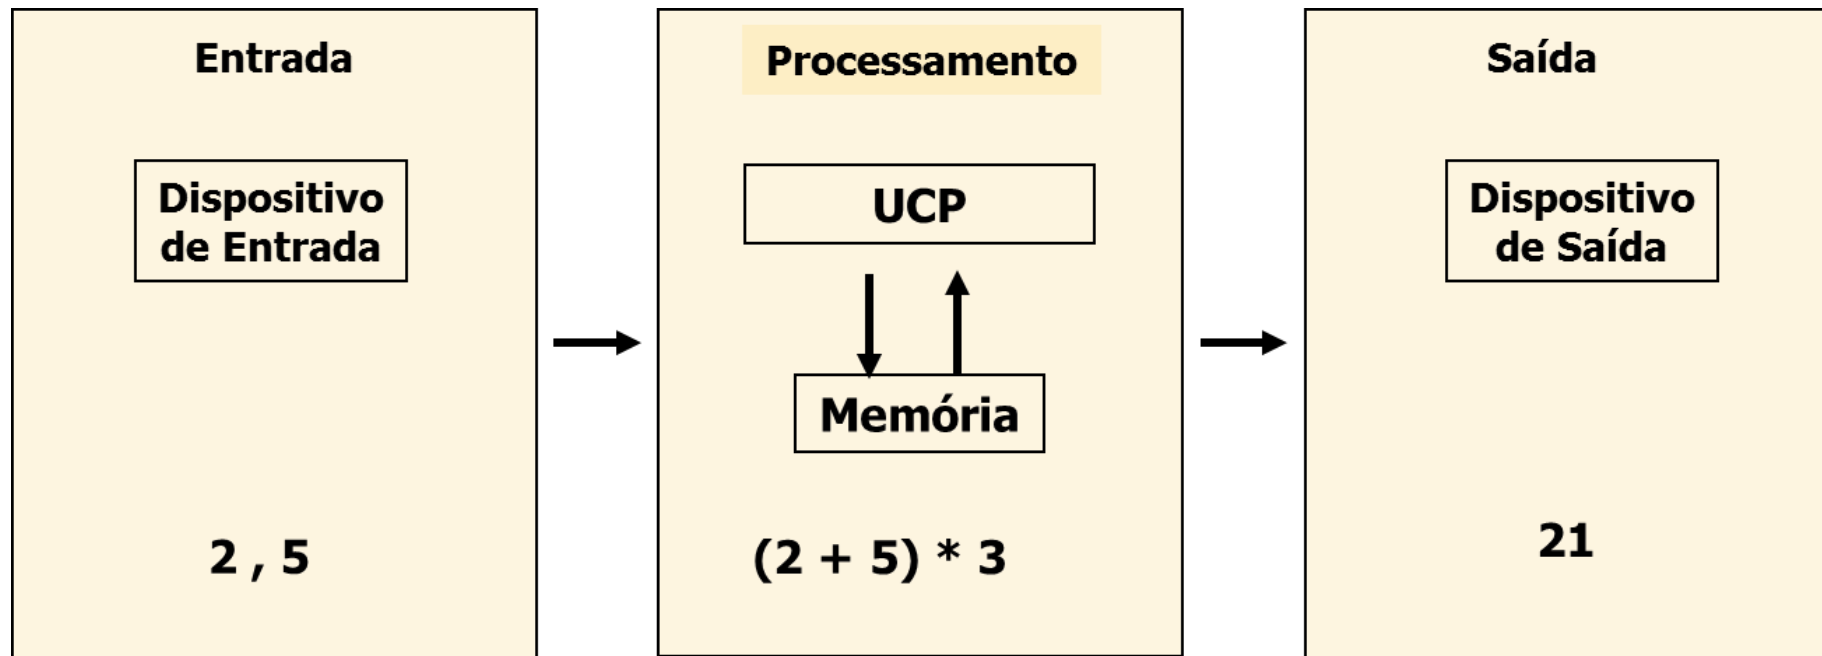 Entrada
Dispositivo
de Entrada
2 , 5
Processamento
UCP
Memória
(2 + 5) * 3
Saída
Dispositivo
de Saída
21